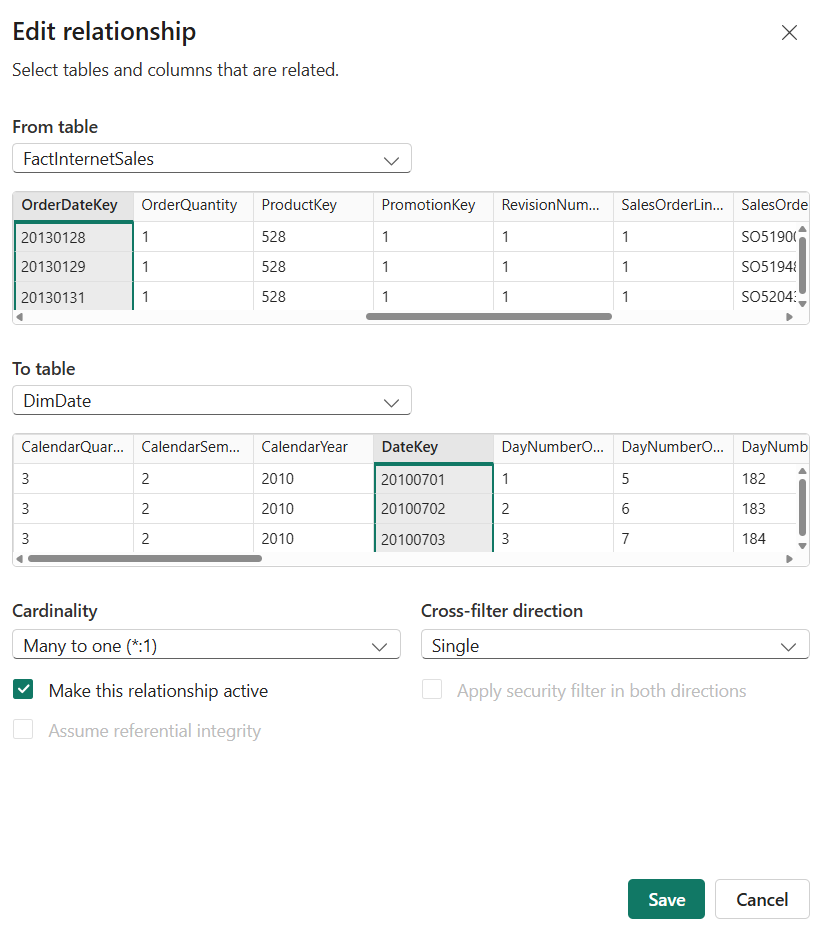 Edit relationship
Select tables and columns that are related.
From table
FactInternetSales
OrderDateKey OrderQuantity ProductKey PromotionKey RevisionNum... SalesOrderLin... SalesOrde
20130128 1 528 1 1 1 SO5190
20130129 1 528 1 1 1 SO5194
20130131 1 528 1 1 1 SO5204
To table
DimDate
CalendarQuar... CalendarSem... CalendarYear DateKey DayNumberO... DayNumberO... DayNumb
3 2 2010 20100701 1 5 182
3 2 2010 20100702 2 6 183
3 2 2010 20100703 3 7 184
Cardinality Cross-filter direction
Many to one (*:1) Single
Make this relationship active Apply security filter in both directions
Assume referential integrity
Save Cancel